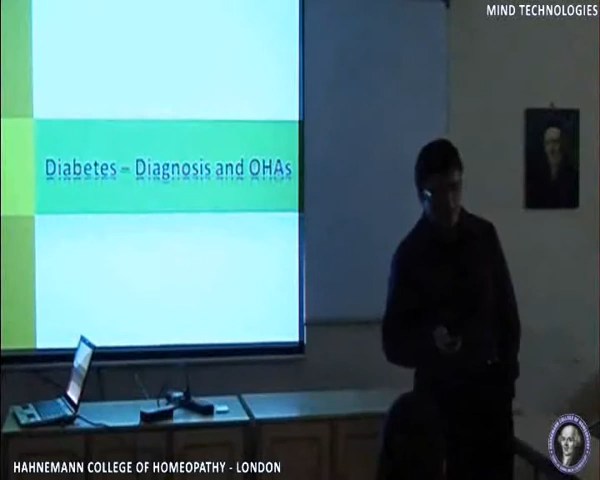 MIND TECHNOLOGIES
Diabetes – Diagnosis and OHAs
HAHNEMANN COLLEGE OF HOMEOPATHY - LONDON